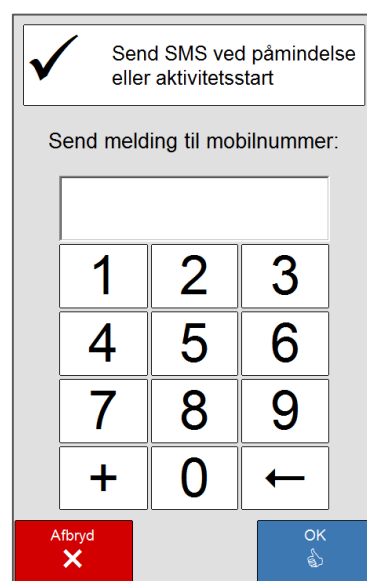 Send SMS ved påmindelse
eller aktivitetsstart
Send melding til mobilnummer:
1 2 3
4 5 6
7 8 9
+ 0 ←
Afbryd OK